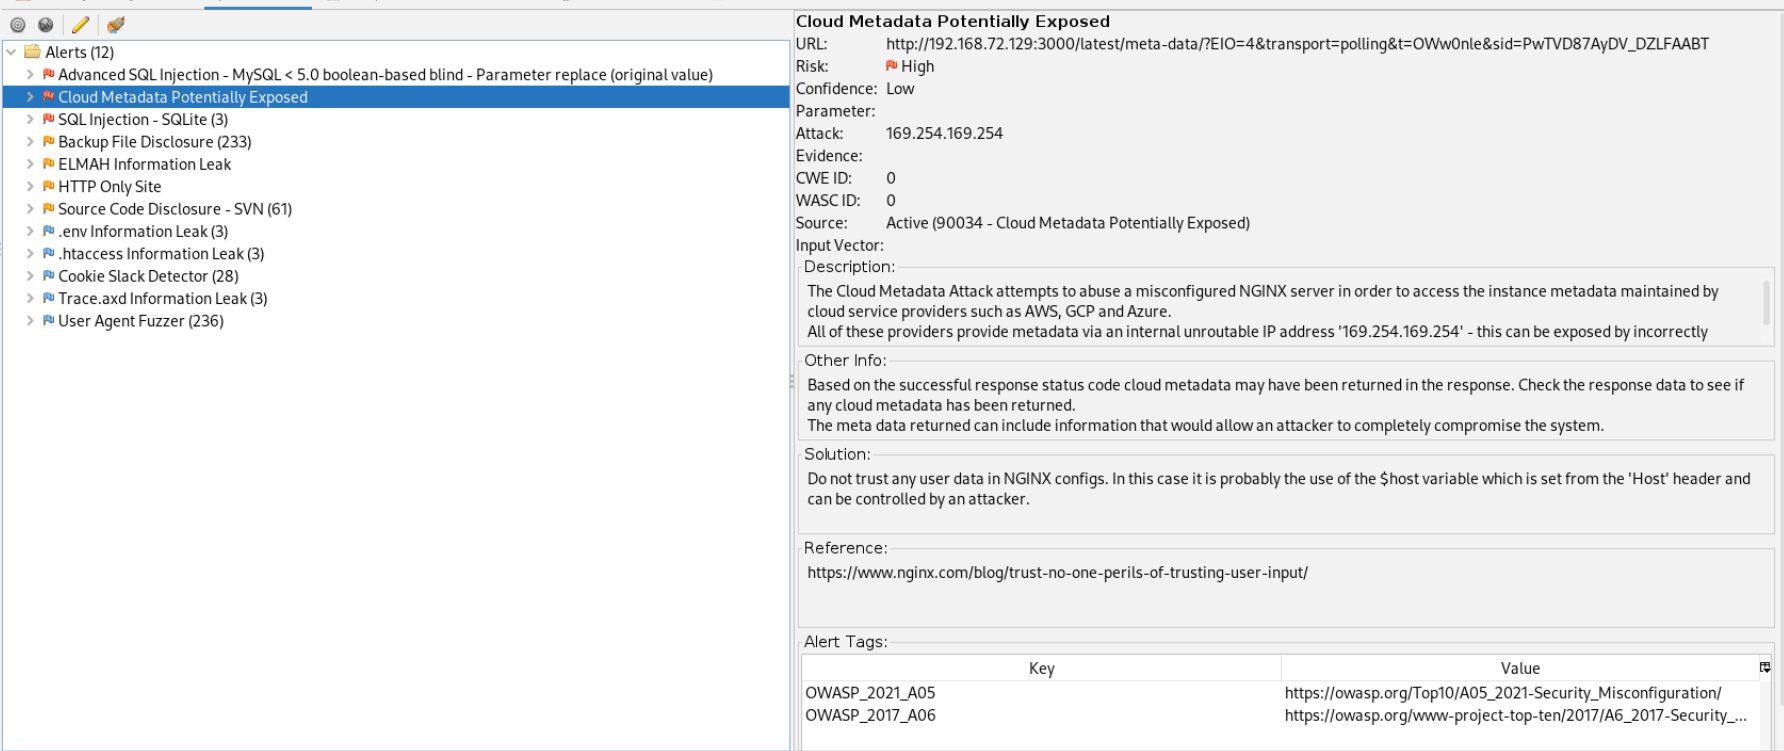 Alerts (12)
Advanced SQL Injection - MySQL < 5.0 boolean-based blind - Parameter replace (original value)
Cloud Metadata Potentially Exposed
SQL Injection - SQLite (3)
Backup File Disclosure (233)
ELMAH Information Leak
HTTP Only Site
Source Code Disclosure - SVN (61)
.env Information Leak (3)
.htaccess Information Leak (3)
Cookie Slack Detector (28)
Trace.axd Information Leak (3)
User Agent Fuzzer (236)
Cloud Metadata Potentially Exposed
URL: http://192.168.72.129:3000/latest/meta-data/?EIO=4&transport=polling&t=OWw0nle&sid=PwTVD87AyDV_DZLFAABT
Risk: High
Confidence: Low
Parameter:
Attack: 169.254.169.254
Evidence:
CWE ID: 0
WASC ID: 0
Source: Active (90034 - Cloud Metadata Potentially Exposed)
Input Vector:
Description:
The Cloud Metadata Attack attempts to abuse a misconfigured NGINX server in order to access the instance metadata maintained by
cloud service providers such as AWS, GCP and Azure.
All of these providers provide metadata via an internal unroutable IP address '169.254.169.254' - this can be exposed by incorrectly
Other Info:
Based on the successful response status code cloud metadata may have been returned in the response. Check the response data to see if
any cloud metadata has been returned.
The meta data returned can include information that would allow an attacker to completely compromise the system.
Solution:
Do not trust any user data in NGINX configs. In this case it is probably the use of the $host variable which is set from the 'Host' header and
can be controlled by an attacker.
Reference:
https://www.nginx.com/blog/trust-no-one-perils-of-trusting-user-input/
Alert Tags:
Key Value
OWASP_2021_A05 https://owasp.org/Top10/A05_2021-Security_Misconfiguration/
OWASP_2017_A06 https://owasp.org/www-project-top-ten/2017/A6_2017-Security_...